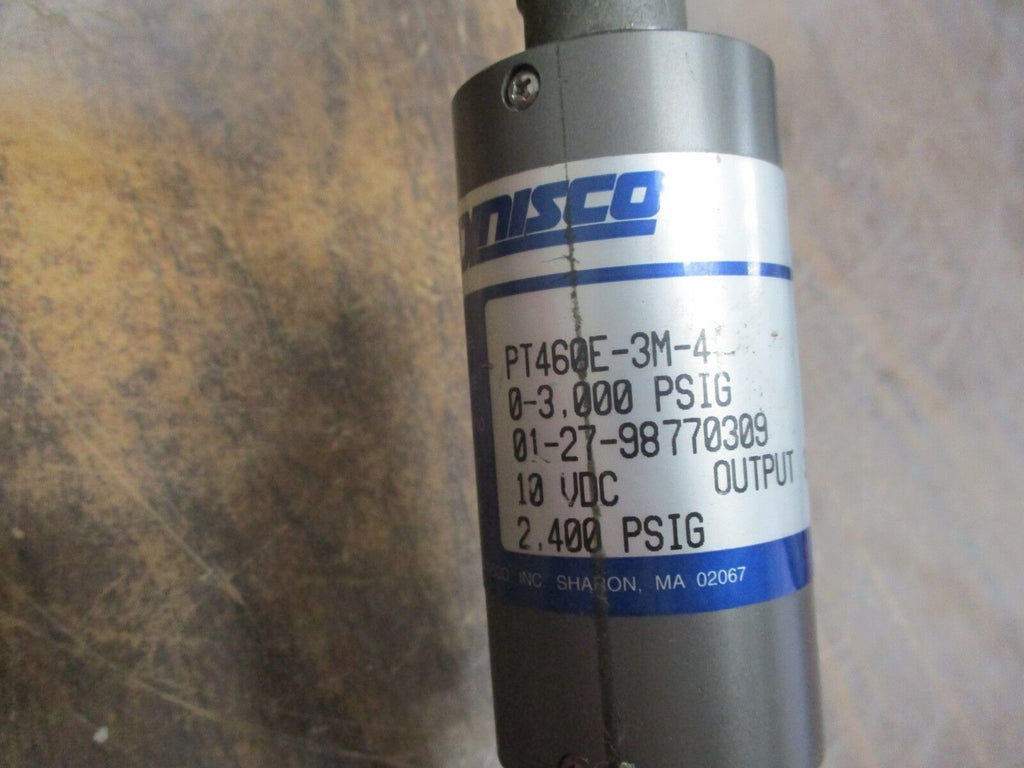 DYNISCO
PT460E-3M-4
0-3,000 PSIG
01-27-98770309
10 VDC OUTPUT
2,400 PSIG
INC. SHARON, MA 02067